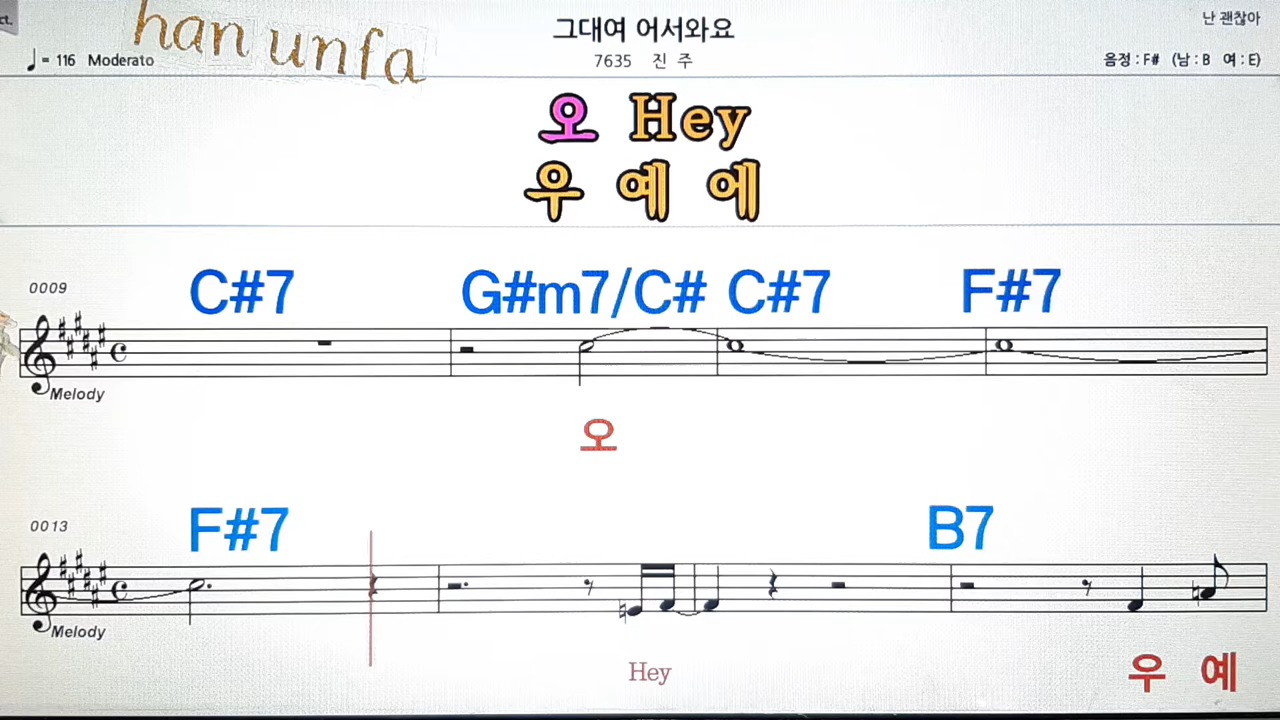 ct.
han unfa
그대여 어서와요
난 괜찮아
♩= 116 Moderato
7635 진 주
음정 : F# (남 : B 여 : E)
오 Hey
우 예 에
C#7 G#m7/C# C#7 F#7
0009
Melody
오
F#7 B7
0013
Melody
Hey 우 예